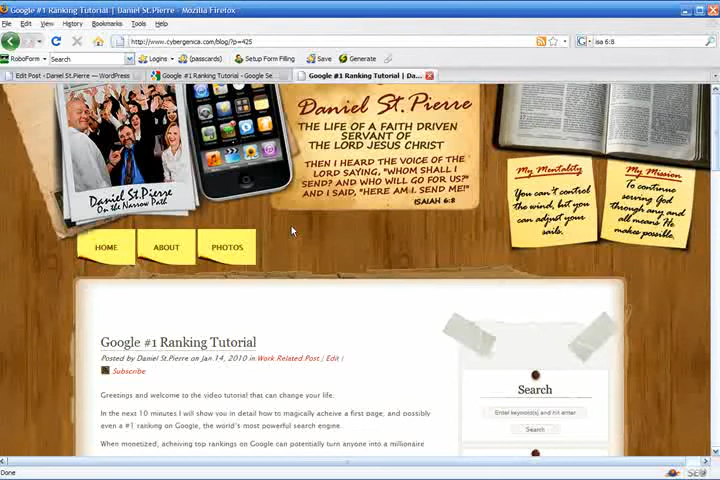 Google #1 Ranking Tutorial | Daniel St.Pierre - Mozilla Firefox
File Edit View History Bookmarks Tools Help
http://www.cybergenica.com/blog/?p=425
isa 6:8
RoboForm Search Logins (passcards) Setup Form Filling Save Generate
Edit Post ‹ Daniel St.Pierre — WordPress
Google #1 Ranking Tutorial - Google Se...
Google #1 Ranking Tutorial | Da...
Daniel St.Pierre
On the Narrow Path
Daniel St.Pierre
THE LIFE OF A FAITH DRIVEN
SERVANT OF
THE LORD JESUS CHRIST
THEN I HEARD THE VOICE OF THE
LORD SAYING, "WHOM SHALL I
SEND? AND WHO WILL GO FOR US?"
AND I SAID, "HERE AM I. SEND ME!"
ISAIAH 6:8
My Mentality
You can't control
the wind, but you
can adjust your
sails.
My Mission
To continue
serving God
through any and
all means He
makes possible.
HOME
ABOUT
PHOTOS
Google #1 Ranking Tutorial
Posted by Daniel St.Pierre on Jan.14, 2010 in Work Related Post | Edit |
Subscribe
Greetings and welcome to the video tutorial that can change your life.
In the next 10 minutes I will show you in detail how to magically acheive a first page, and possibly
even a #1 ranking on Google, the world's most powerful search engine.
When monetized, acheiving top rankings on Google can potentially turn anyone into a millionaire
Search
Enter keyword(s) and hit enter
Search
Done